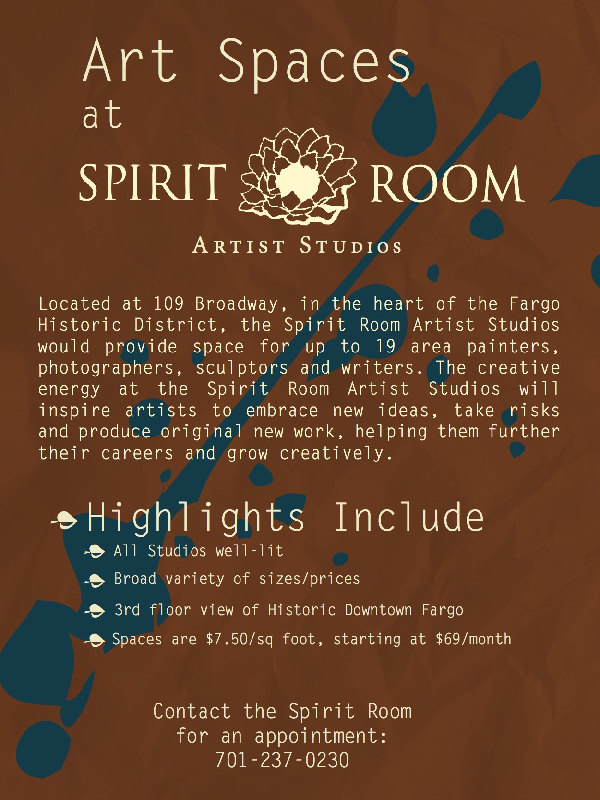 Art Spaces
at
SPIRIT ROOM
ARTIST STUDIOS
Located at 109 Broadway, in the heart of the Fargo
Historic District, the Spirit Room Artist Studios
would provide space for up to 19 area painters,
photographers, sculptors and writers. The creative
energy at the Spirit Room Artist Studios will
inspire artists to embrace new ideas, take risks
and produce original new work, helping them further
their careers and grow creatively.
Highlights Include
All Studios well-lit
Broad variety of sizes/prices
3rd floor view of Historic Downtown Fargo
Spaces are $7.50/sq foot, starting at $69/month
Contact the Spirit Room
for an appointment:
701-237-0230